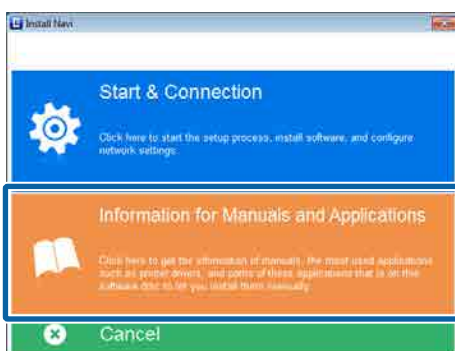 Install Navi
Start & Connection
Click here to start the setup process, install software, and configure
network settings.
Information for Manuals and Applications
Click here to get the information of manuals, the most used applications
such as printer drivers, and ports of these applications that is on this
software disc to let you install them manually.
Cancel